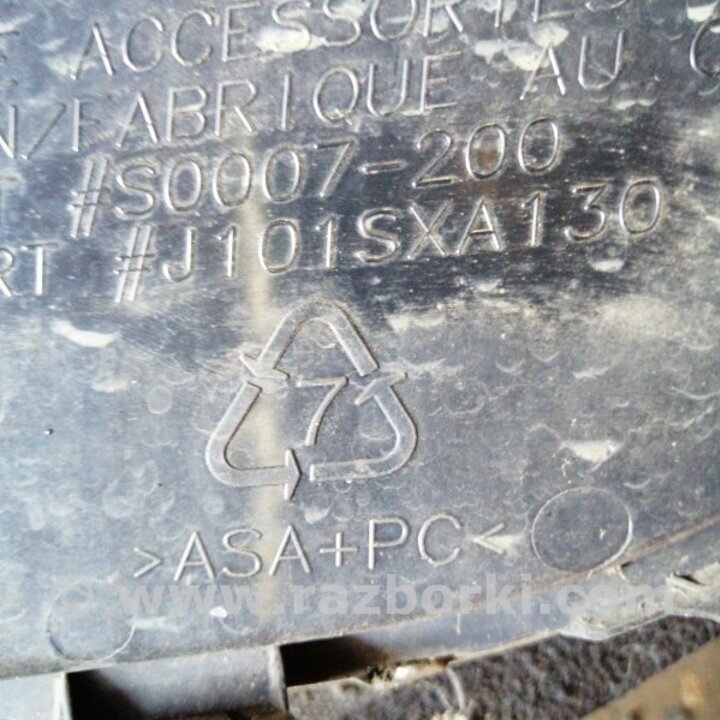 ACCESSORIES
N/FABRIQUE AU
#S0007-200
RT #J101SXA130
7
>ASA+PC<
© www.razborki.com